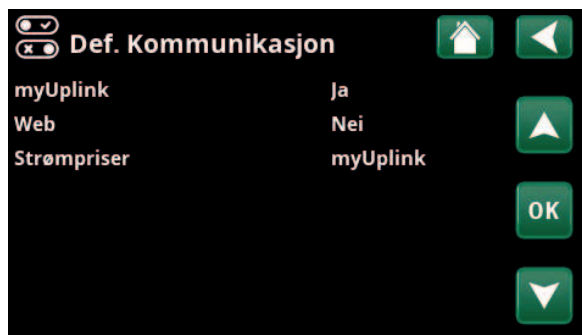 Def. Kommunikasjon
myUplink Ja
Web Nei
Strømpriser myUplink
OK